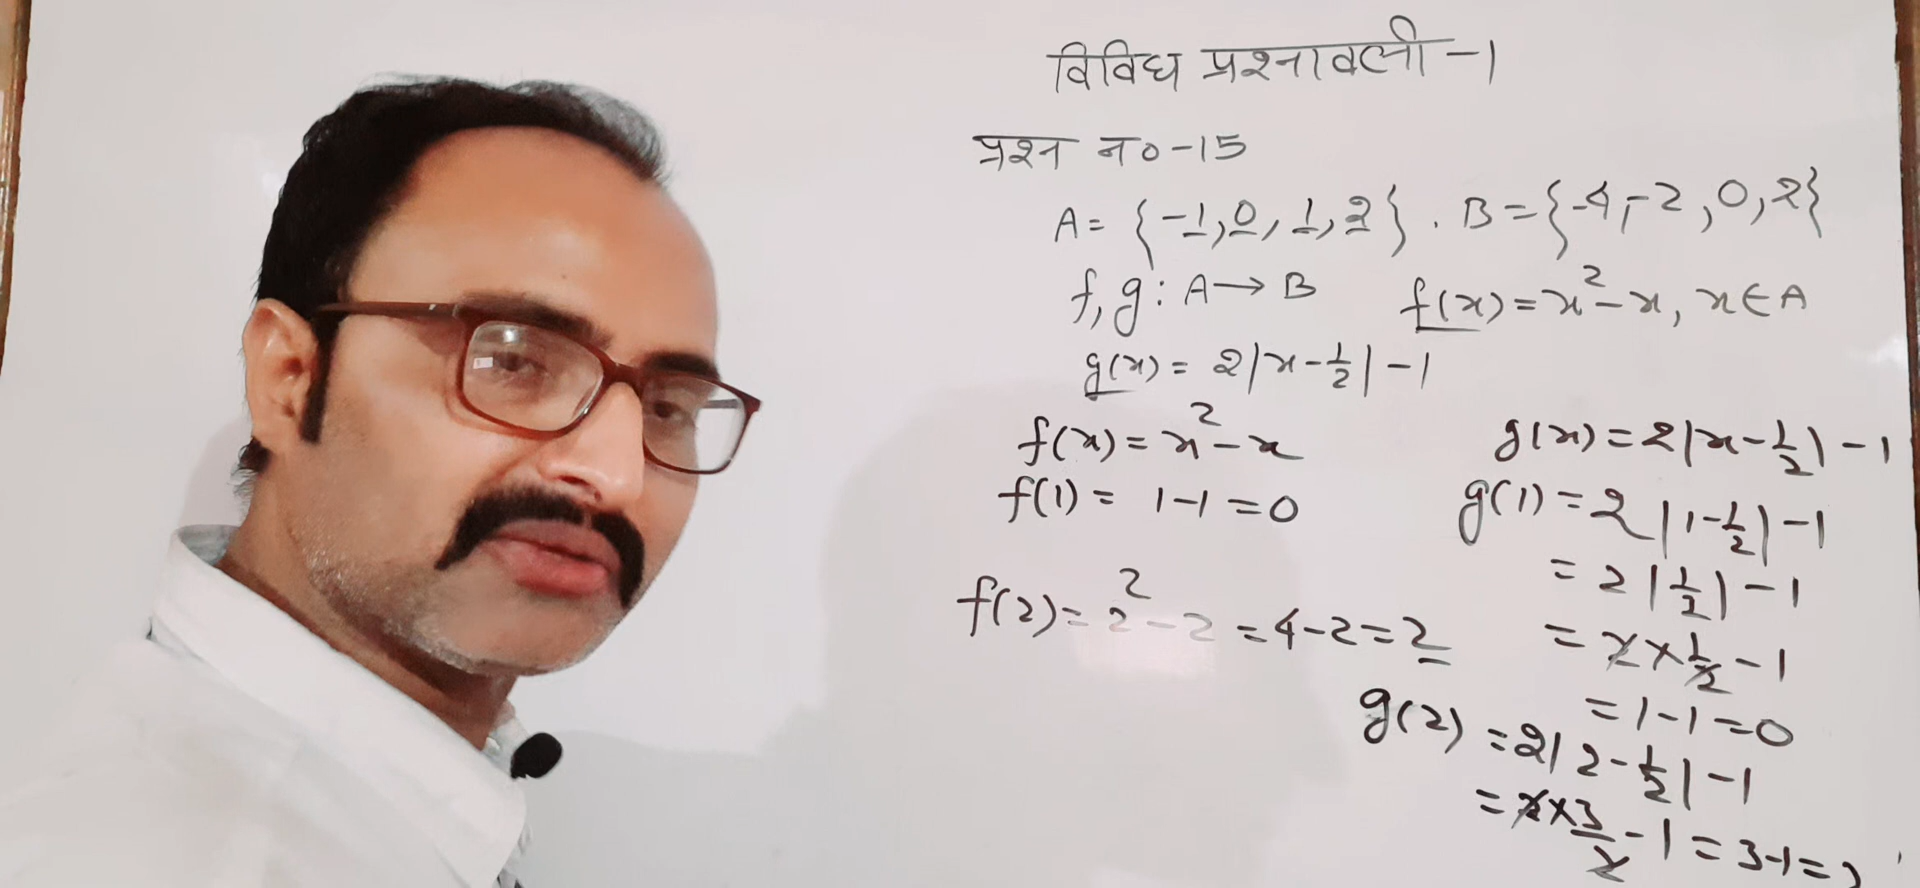 विविध प्रश्नावली -1
प्रश्न न०-15
A = {-1, 0, 1, 2} . B = {-4, -2, 0, 2}
f, g : A → B f(x) = x² - x, x ∈ A
g(x) = 2|x - 1/2| - 1
f(x) = x² - x
f(1) = 1-1 = 0
f(2) = 2² - 2 = 4-2 = 2
g(x) = 2|x - 1/2| - 1
g(1) = 2|1 - 1/2| - 1
= 2|1/2| - 1
= 2 × 1/2 - 1
= 1-1 = 0
g(2) = 2|2 - 1/2| - 1
= 2 × 3/2 - 1 = 3-1 =